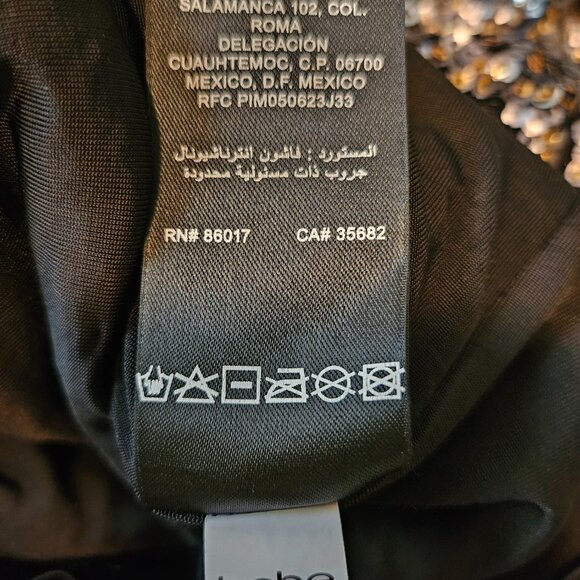 SALAMANCA 102, COL.
ROMA
DELEGACIÓN
CUAUHTEMOC, C.P. 06700
MEXICO, D.F. MEXICO
RFC PIM050623J33
المستورد : فاشون انترناشيونال
جروب ذات مسئولية محدودة
RN# 86017 CA# 35682